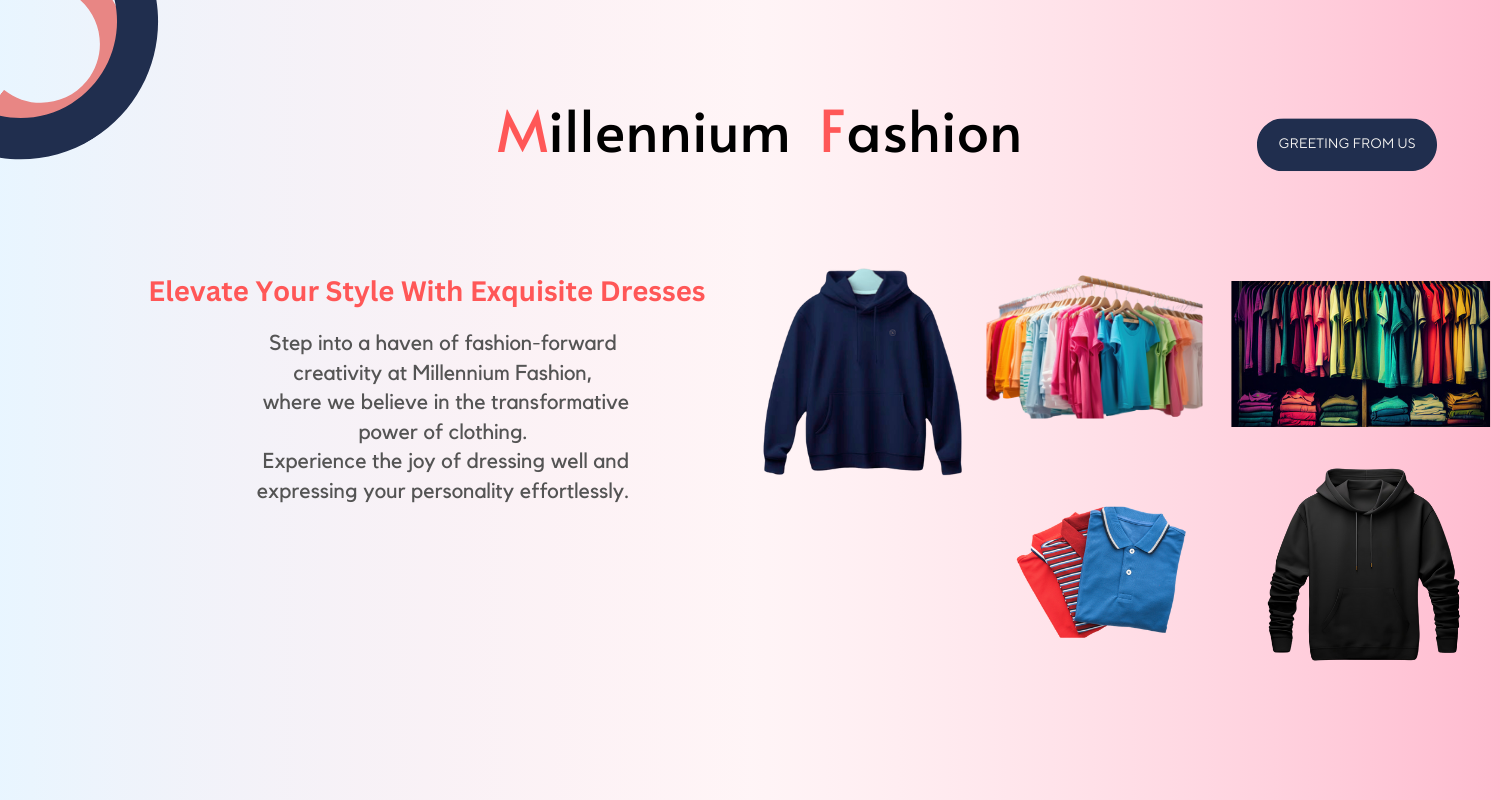 Millennium Fashion
GREETING FROM US
Elevate Your Style With Exquisite Dresses
Step into a haven of fashion-forward
creativity at Millennium Fashion,
where we believe in the transformative
power of clothing.
Experience the joy of dressing well and
expressing your personality effortlessly.